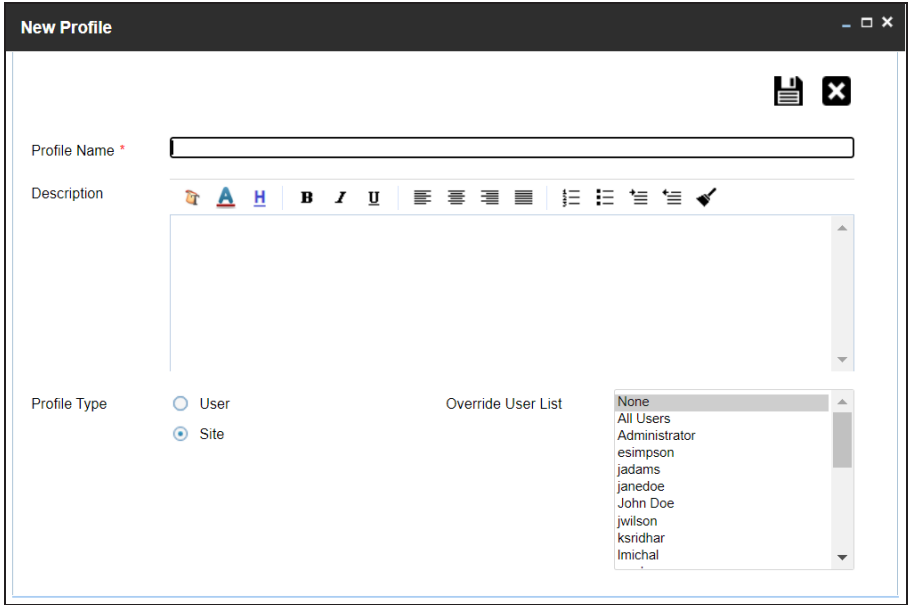 New Profile
Profile Name *
Description
A H B I U
Profile Type
User
Site
Override User List
None
All Users
Administrator
esimpson
jadams
janedoe
John Doe
jwilson
ksridhar
lmichal